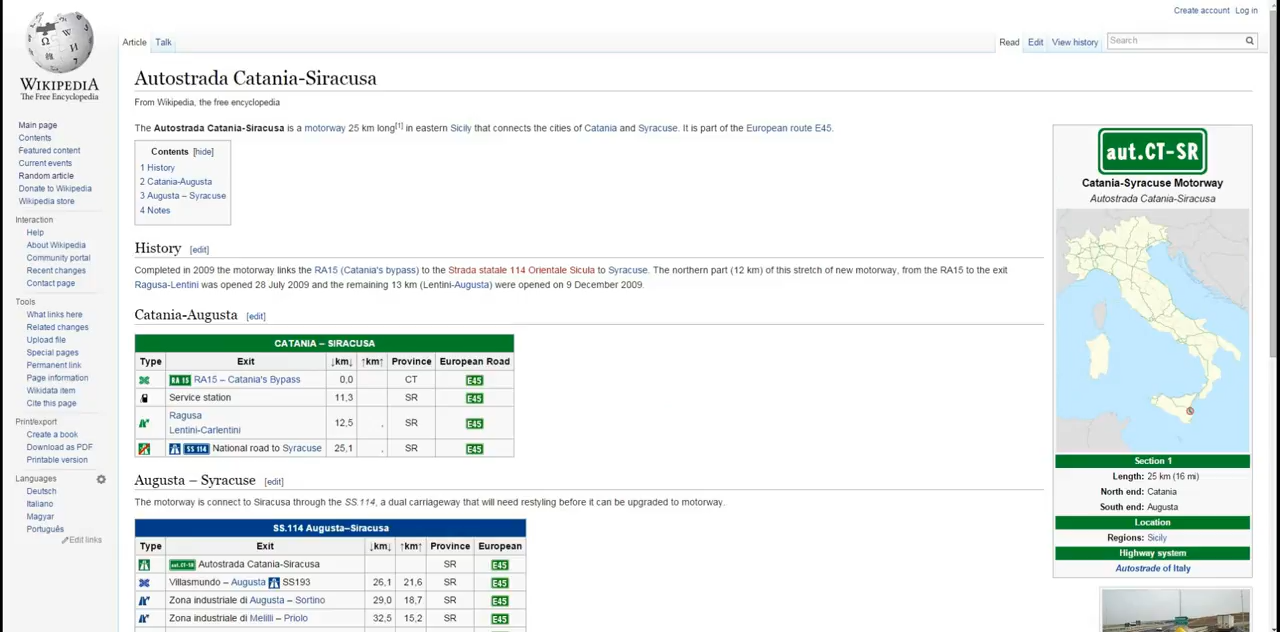 Create account Log in
Article Talk Read Edit View history Search
WIKIPEDIA
The Free Encyclopedia
Main page
Contents
Featured content
Current events
Random article
Donate to Wikipedia
Wikipedia store
Interaction
Help
About Wikipedia
Community portal
Recent changes
Contact page
Tools
What links here
Related changes
Upload file
Special pages
Permanent link
Page information
Wikidata item
Cite this page
Print/export
Create a book
Download as PDF
Printable version
Languages
Deutsch
Italiano
Magyar
Português
Edit links
Autostrada Catania-Siracusa
From Wikipedia, the free encyclopedia
The Autostrada Catania-Siracusa is a motorway 25 km long[1] in eastern Sicily that connects the cities of Catania and Syracuse. It is part of the European route E45.
Contents [hide]
1 History
2 Catania-Augusta
3 Augusta – Syracuse
4 Notes
History [edit]
Completed in 2009 the motorway links the RA15 (Catania's bypass) to the Strada statale 114 Orientale Sicula to Syracuse. The northern part (12 km) of this stretch of new motorway, from the RA15 to the exit
Ragusa-Lentini was opened 28 July 2009 and the remaining 13 km (Lentini-Augusta) were opened on 9 December 2009.
Catania-Augusta [edit]
CATANIA – SIRACUSA
Type Exit ↓km↓ ↑km↑ Province European Road
RA 15 RA15 – Catania's Bypass 0,0 CT E45
Service station 11,3 SR E45
Ragusa
Lentini-Carlentini 12,5 . SR E45
SS 114 National road to Syracuse 25,1 . SR E45
Augusta – Syracuse [edit]
The motorway is connect to Siracusa through the SS.114, a dual carriageway that will need restyling before it can be upgraded to motorway.
SS.114 Augusta–Siracusa
Type Exit ↓km↓ ↑km↑ Province European
aut.CT-SR Autostrada Catania-Siracusa SR E45
Villasmundo – Augusta SS193 26,1 21,6 SR E45
Zona industriale di Augusta – Sortino 29,0 18,7 SR E45
Zona industriale di Melilli – Priolo 32,5 15,2 SR E45
aut.CT-SR
Catania-Syracuse Motorway
Autostrada Catania-Siracusa
Section 1
Length: 25 km (16 mi)
North end: Catania
South end: Augusta
Location
Regions: Sicily
Highway system
Autostrade of Italy